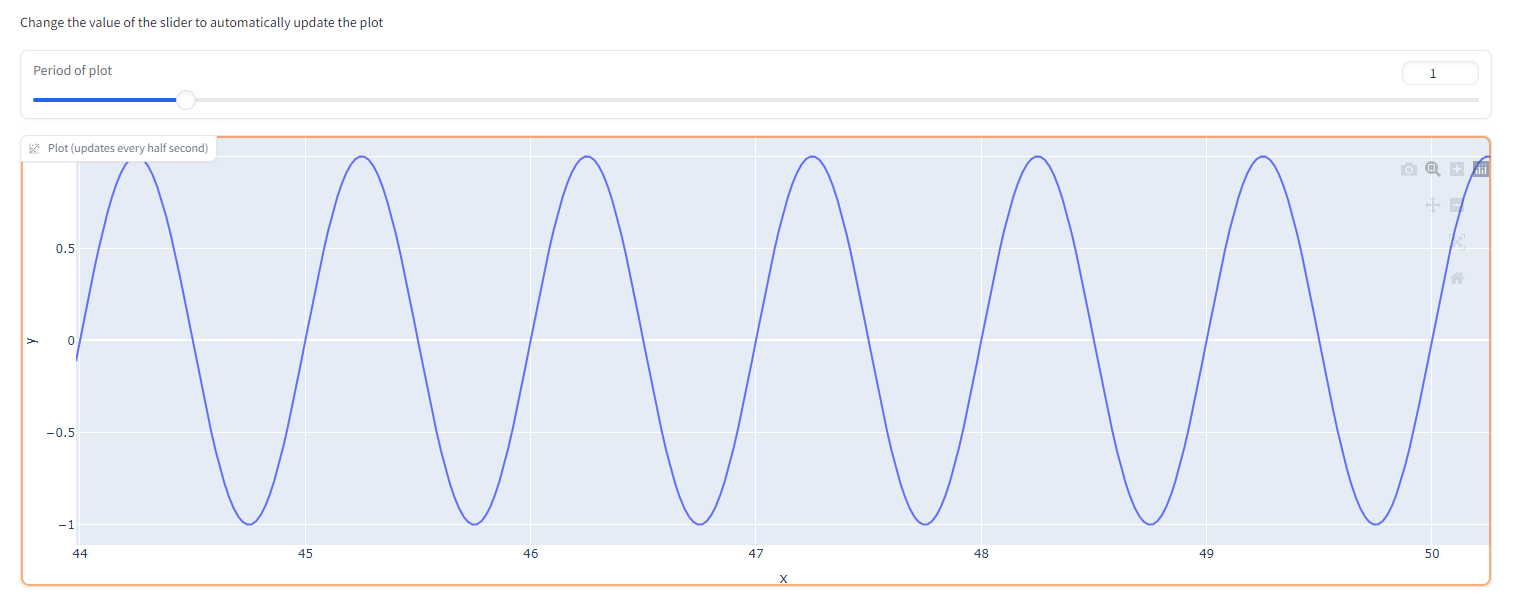 Change the value of the slider to automatically update the plot
Period of plot
1
Plot (updates every half second)
0.5
0
−0.5
−1
y
44 45 46 47 48 49 50
x